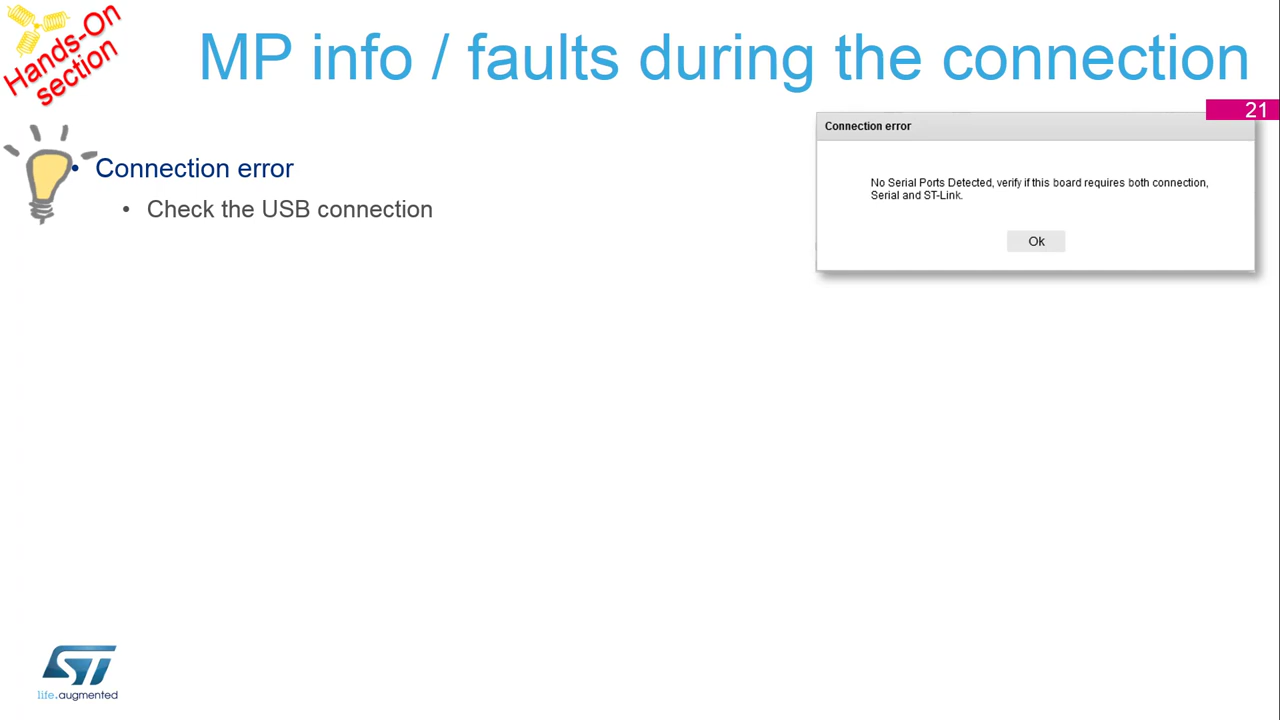 Hands-On
section
MP info / faults during the connection
21
Connection error
No Serial Ports Detected, verify if this board requires both connection,
Serial and ST-Link.
Ok
• Connection error
• Check the USB connection
ST
life.augmented